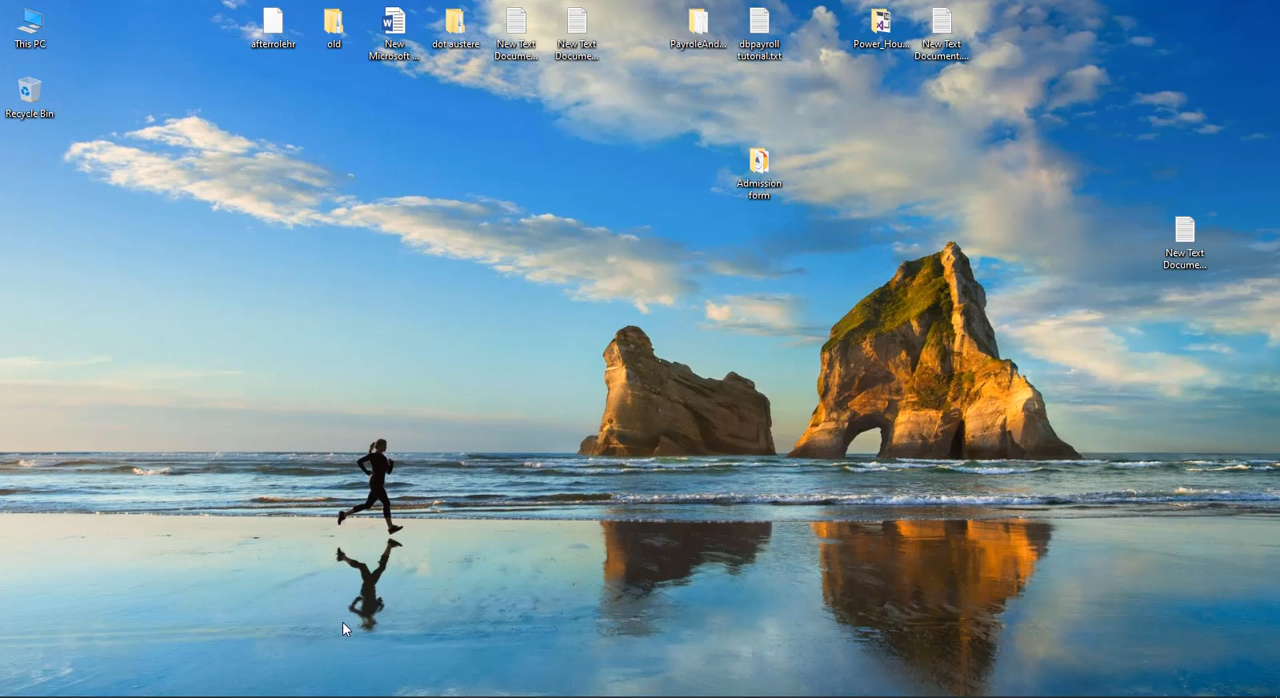 This PC
afterrolehr
old
New
Microsoft ...
dot austere
New Text
Docume...
New Text
Docume...
PayroleAnd...
dbpayroll
tutorial.txt
Power_Hou...
New Text
Document....
Recycle Bin
Admission
form
New Text
Docume...